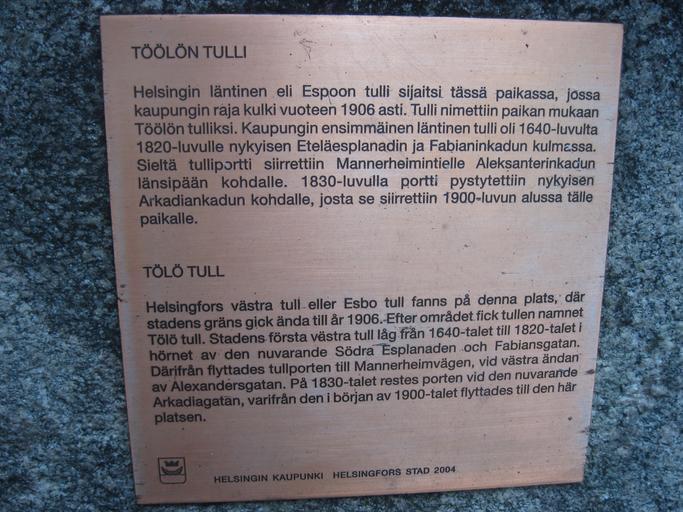 TÖÖLÖN TULLI
Helsingin läntinen eli Espoon tulli sijaitsi tässä paikassa, jossa
kaupungin raja kulki vuoteen 1906 asti. Tulli nimettiin paikan mukaan
Töölön tulliksi. Kaupungin ensimmäinen läntinen tulli oli 1640-luvulta
1820-luvulle nykyisen Eteläesplanadin ja Fabianinkadun kulmassa.
Sieltä tulliportti siirrettiin Mannerheimintielle Aleksanterinkadun
länsipään kohdalle. 1830-luvulla portti pystytettiin nykyisen
Arkadiankadun kohdalle, josta se siirrettiin 1900-luvun alussa tälle
paikalle.
TÖLÖ TULL
Helsingfors västra tull eller Esbo tull fanns på denna plats, där
stadens gräns gick ända till år 1906. Efter området fick tullen namnet
Tölö tull. Stadens första västra tull låg från 1640-talet till 1820-talet i
hörnet av den nuvarande Södra Esplanaden och Fabiansgatan.
Därifrån flyttades tullporten till Mannerheimvägen, vid västra ändan
av Alexandersgatan. På 1830-talet restes porten vid den nuvarande
Arkadiagatan, varifrån den i början av 1900-talet flyttades till den här
platsen.
HELSINGIN KAUPUNKI HELSINGFORS STAD 2004